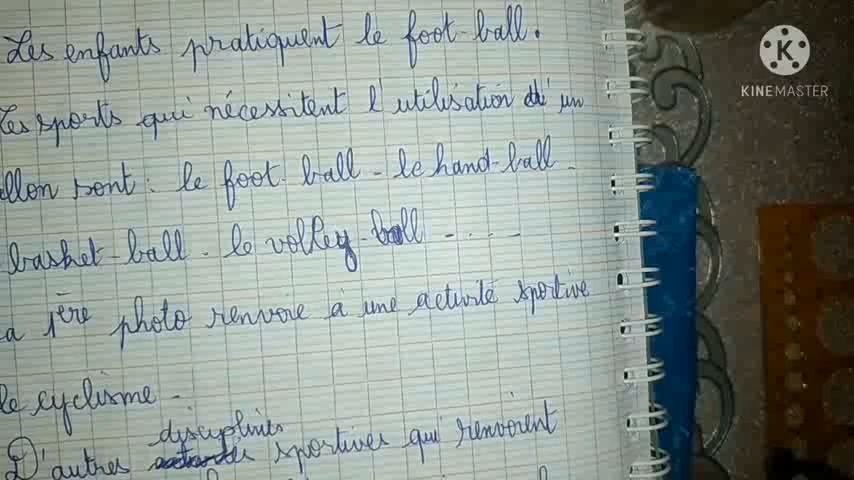 Les enfants pratiquent le foot-ball.
Les sports qui nécessitent l'utilisation d'un
llon sont : le foot-ball - le hand-ball -
basket-ball - le volley-ball - - - -
a 1ère photo renvoie à une activité sportive
le cyclisme -
disciplines
D'autres sportives qui renvoient
KINEMASTER